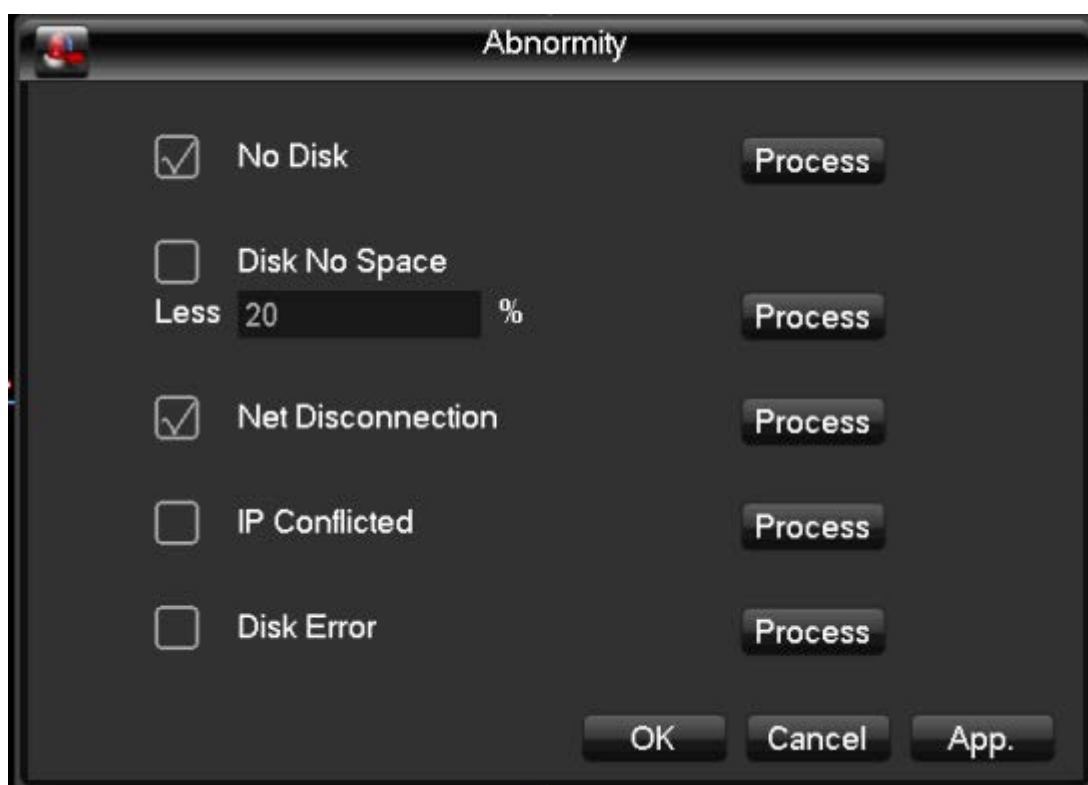 Abnormity
No Disk Process
Disk No Space
Less 20 % Process
Net Disconnection Process
IP Conflicted Process
Disk Error Process
OK Cancel App.